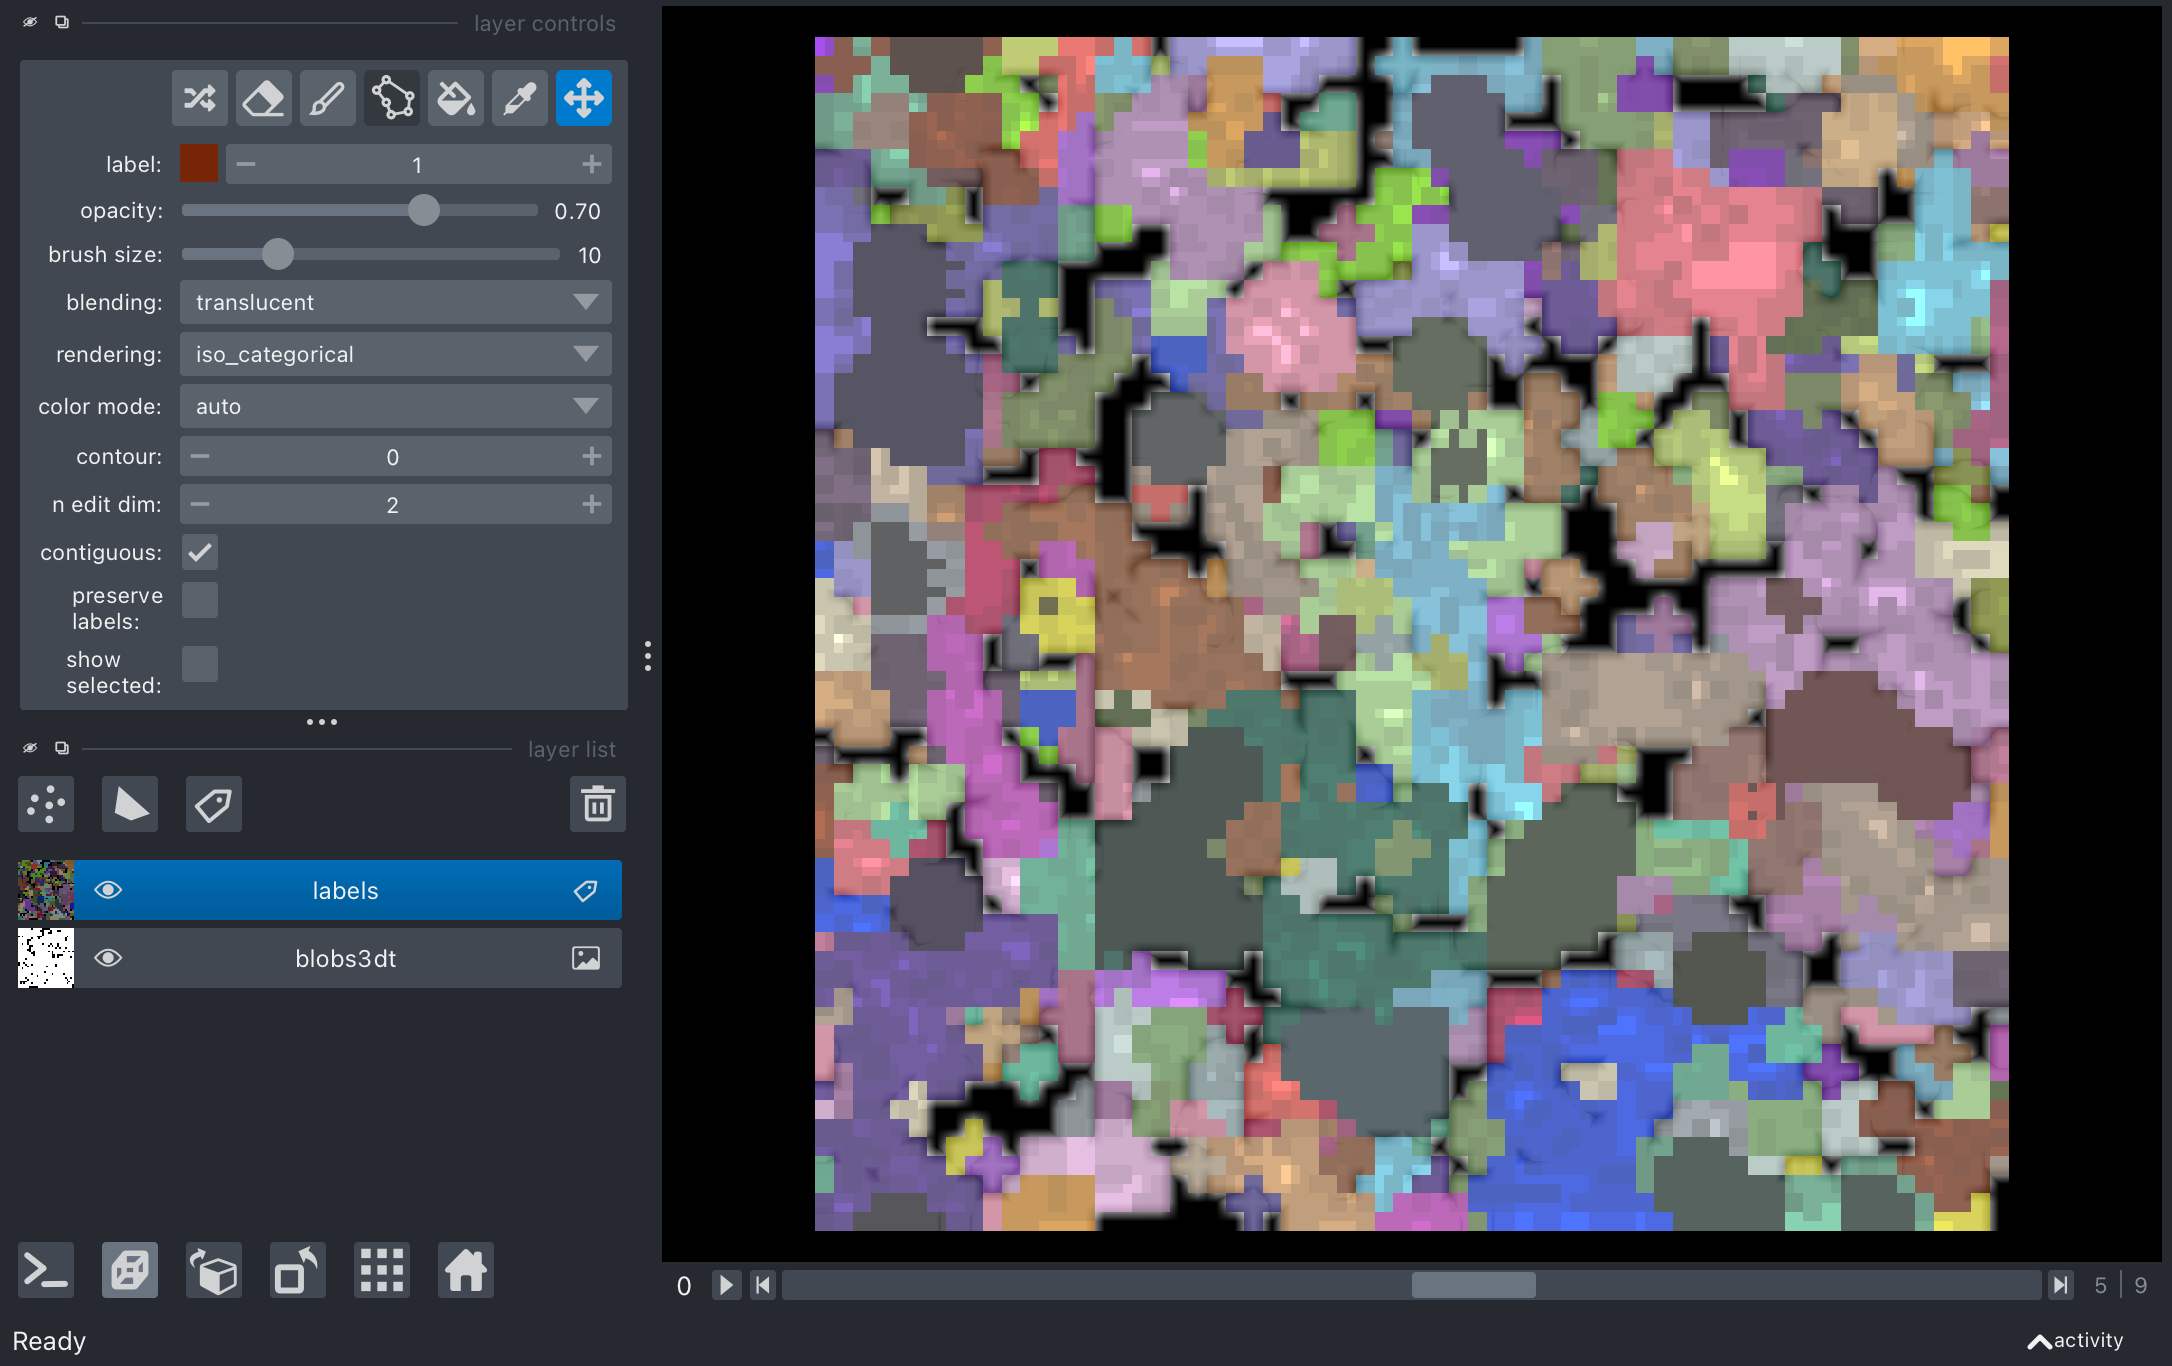 layer controls
label: 1
opacity: 0.70
brush size: 10
blending: translucent
rendering: iso_categorical
color mode: auto
contour: 0
n edit dim: 2
contiguous:
preserve
labels:
show
selected:
layer list
labels
blobs3dt
0 5 | 9
Ready
activity